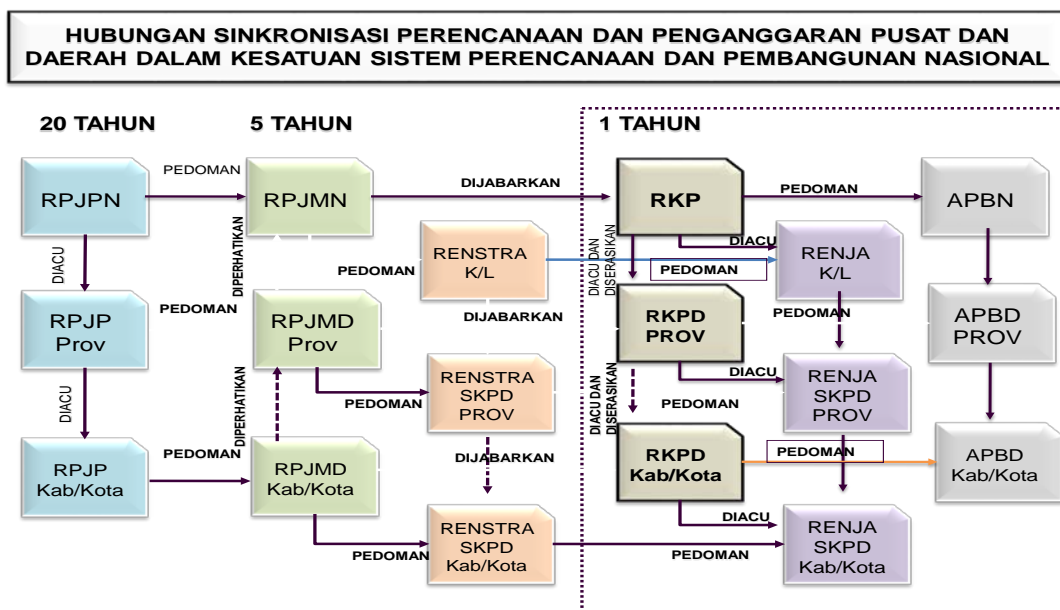 HUBUNGAN SINKRONISASI PERENCANAAN DAN PENGANGGARAN PUSAT DAN
DAERAH DALAM KESATUAN SISTEM PERENCANAAN DAN PEMBANGUNAN NASIONAL
20 TAHUN
5 TAHUN
1 TAHUN
RPJPN
PEDOMAN
RPJMN
DIJABARKAN
RKP
PEDOMAN
APBN
DIACU
DIPERHATIKAN
PEDOMAN
RENSTRA
K/L
DIACU DAN
DISERASIKAN
DIACU
PEDOMAN
RENJA
K/L
RPJP
Prov
PEDOMAN
RPJMD
Prov
DIJABARKAN
RKPD
PROV
PEDOMAN
APBD
PROV
DIACU
DIPERHATIKAN
PEDOMAN
RENSTRA
SKPD
PROV
DIACU DAN
DISERASIKAN
DIACU
PEDOMAN
RENJA
SKPD
PROV
RPJP
Kab/Kota
PEDOMAN
RPJMD
Kab/Kota
DIJABARKAN
RKPD
Kab/Kota
PEDOMAN
APBD
Kab/Kota
PEDOMAN
RENSTRA
SKPD
Kab/Kota
DIACU
PEDOMAN
RENJA
SKPD
Kab/Kota